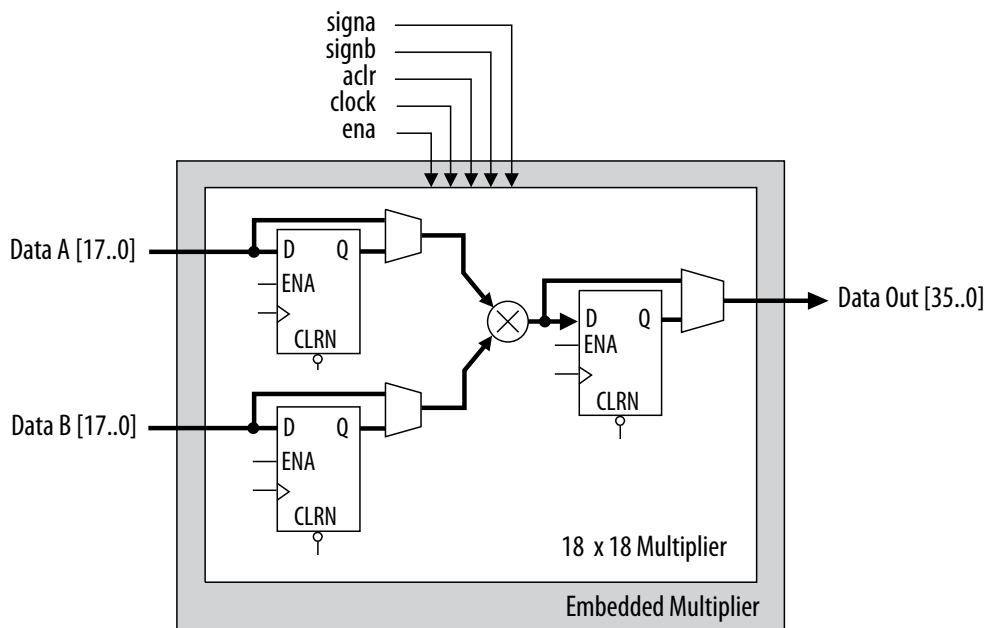 signa
signb
aclr
clock
ena
Data A [17..0]
D Q
ENA
CLRN
Data B [17..0]
D Q
ENA
CLRN
D Q
ENA
CLRN
Data Out [35..0]
18 x 18 Multiplier
Embedded Multiplier